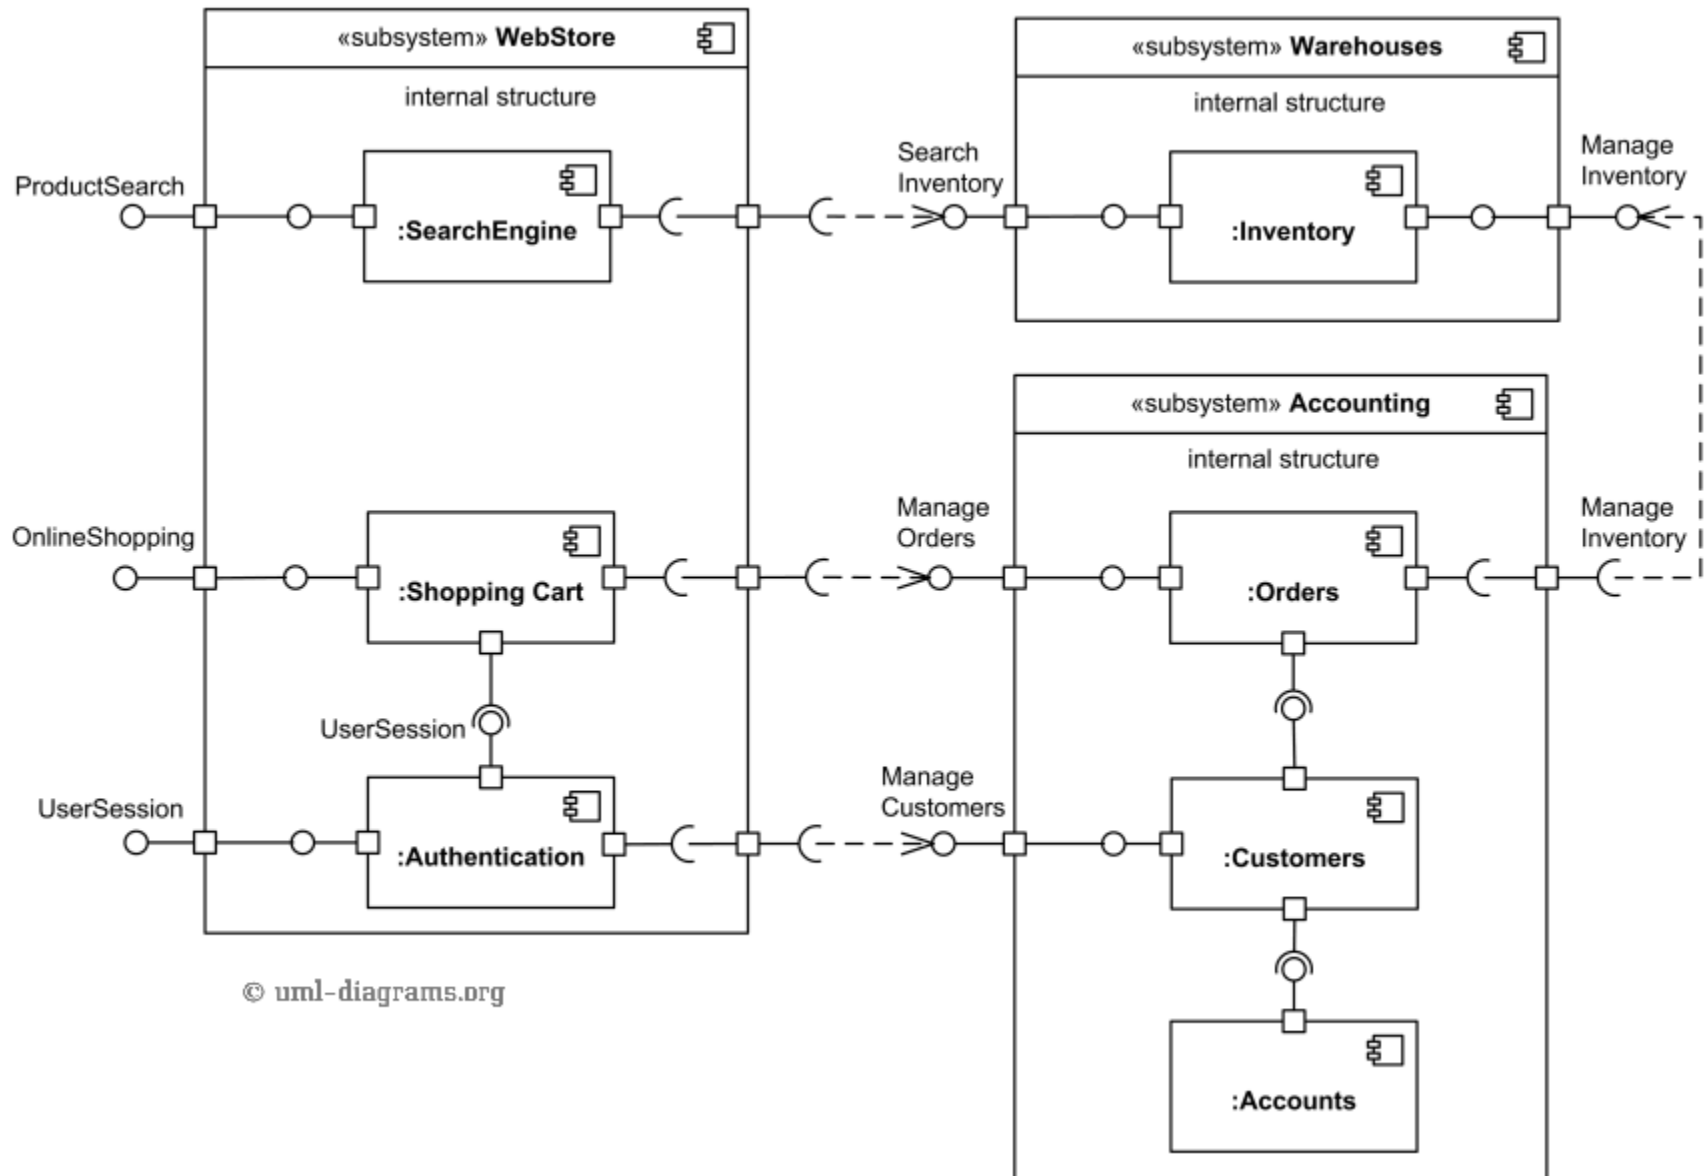 «subsystem» WebStore
internal structure
ProductSearch
:SearchEngine
OnlineShopping
:Shopping Cart
UserSession
UserSession
:Authentication
Search
Inventory
«subsystem» Warehouses
internal structure
:Inventory
Manage
Inventory
«subsystem» Accounting
internal structure
Manage
Orders
:Orders
Manage
Inventory
Manage
Customers
:Customers
:Accounts
© uml-diagrams.org